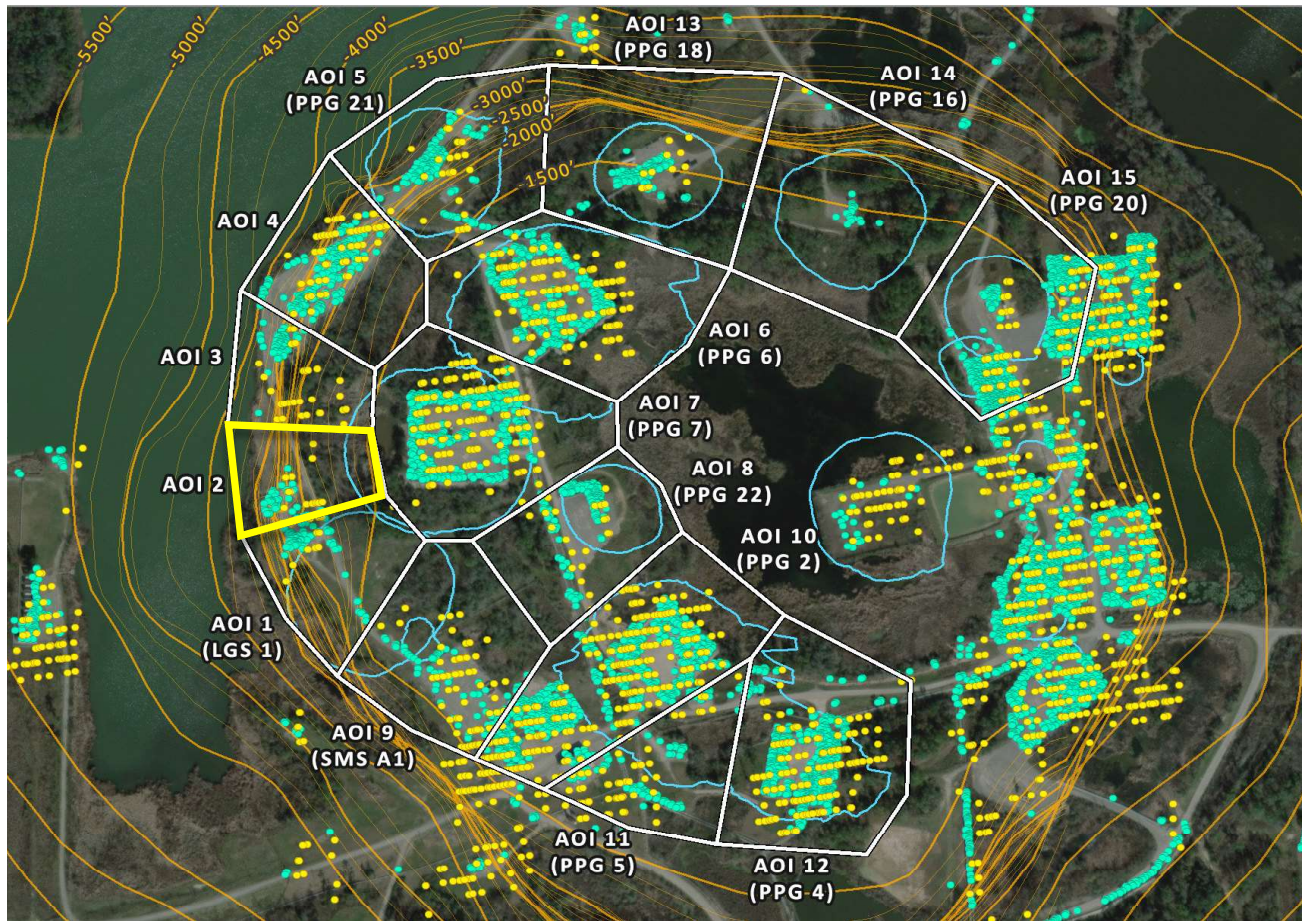 -5500'
-5000'
-4500'
-4000'
-3500'
-3000'
-2500'
-2000'
-1500'
AOI 13
(PPG 18)
AOI 5
(PPG 21)
AOI 14
(PPG 16)
AOI 15
(PPG 20)
AOI 4
AOI 3
AOI 6
(PPG 6)
AOI 7
(PPG 7)
AOI 2
AOI 8
(PPG 22)
AOI 10
(PPG 2)
AOI 1
(LGS 1)
AOI 9
(SMS A1)
AOI 11
(PPG 5)
AOI 12
(PPG 4)